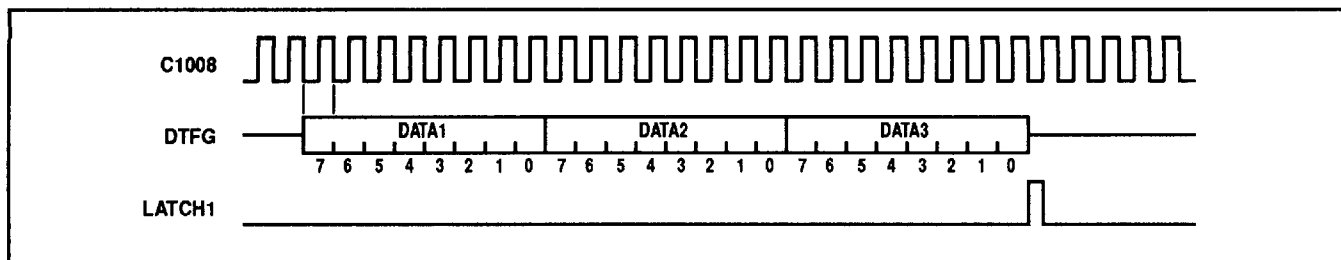 C1008
DTFG
DATA1 DATA2 DATA3
7 6 5 4 3 2 1 0 7 6 5 4 3 2 1 0 7 6 5 4 3 2 1 0
LATCH1